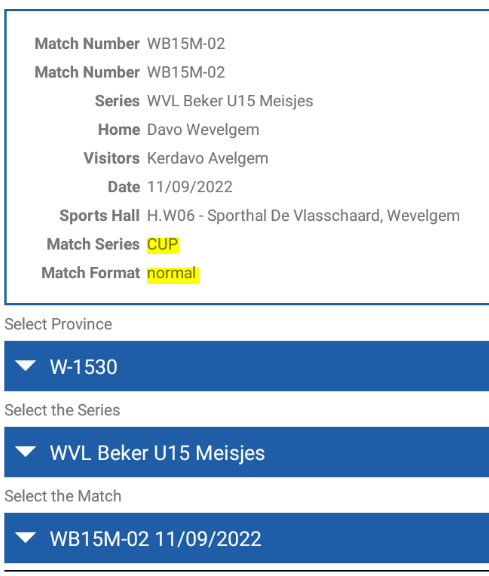 Match Number WB15M-02
Match Number WB15M-02
Series WVL Beker U15 Meisjes
Home Davo Wevelgem
Visitors Kerdavo Avelgem
Date 11/09/2022
Sports Hall H.W06 - Sporthal De Vlasschaard, Wevelgem
Match Series CUP
Match Format normal
Select Province
W-1530
Select the Series
WVL Beker U15 Meisjes
Select the Match
WB15M-02 11/09/2022